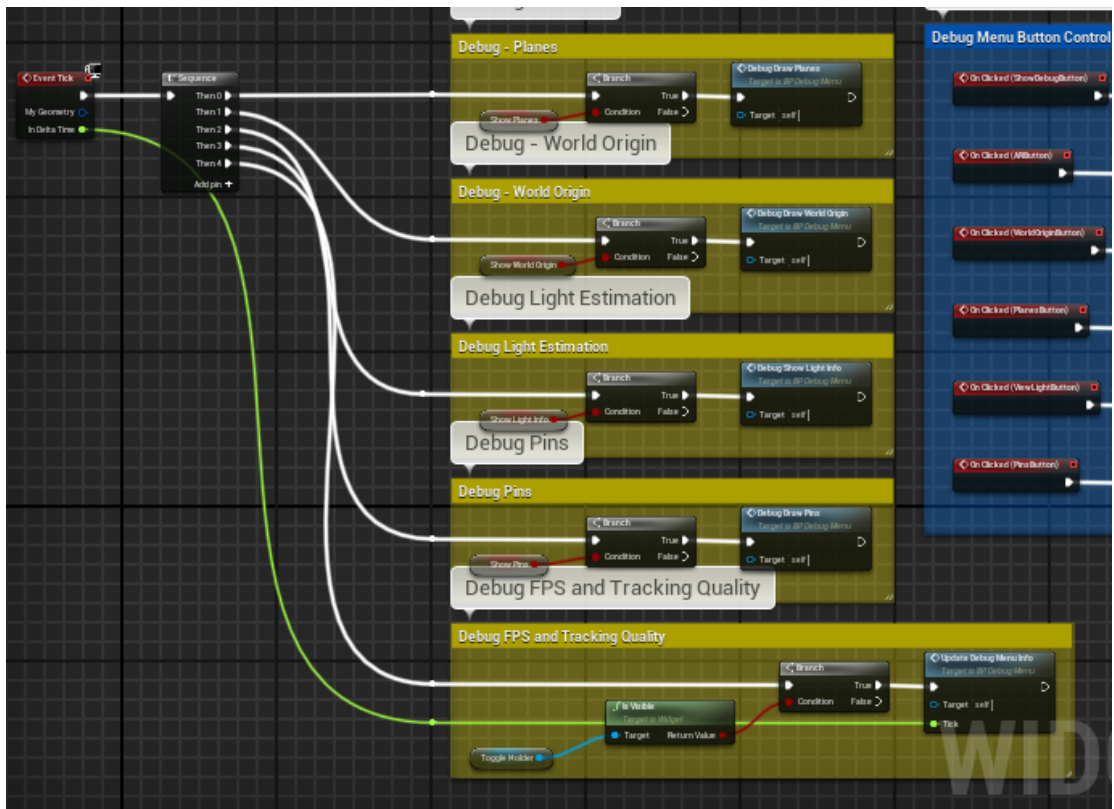 Event Tick
My Geometry
In Delta Time
Sequence
Then 0
Then 1
Then 2
Then 3
Then 4
Add pin +
Debug - Planes
Show Planes
Branch
Condition
True
False
Debug Draw Planes
Target is BP Debug Menu
Target self
Debug - World Origin
Debug - World Origin
Show World Origin
Branch
Condition
True
False
Debug Draw World Origin
Target is BP Debug Menu
Target self
Debug Light Estimation
Debug Light Estimation
Show Light Info
Branch
Condition
True
False
Debug Show Light Info
Target is BP Debug Menu
Target self
Debug Pins
Debug Pins
Show Pins
Branch
Condition
True
False
Debug Draw Pins
Target is BP Debug Menu
Target self
Debug FPS and Tracking Quality
Debug FPS and Tracking Quality
Toggle Holder
Is Visible
Target is Widget
Target
Return Value
Branch
Condition
True
False
Update Debug Menu Info
Target is BP Debug Menu
Target self
Tick
Debug Menu Button Control
On Clicked (ShowDebugButton)
On Clicked (ARButton)
On Clicked (WorldOriginButton)
On Clicked (PlanesButton)
On Clicked (ViewLightButton)
On Clicked (PinsButton)